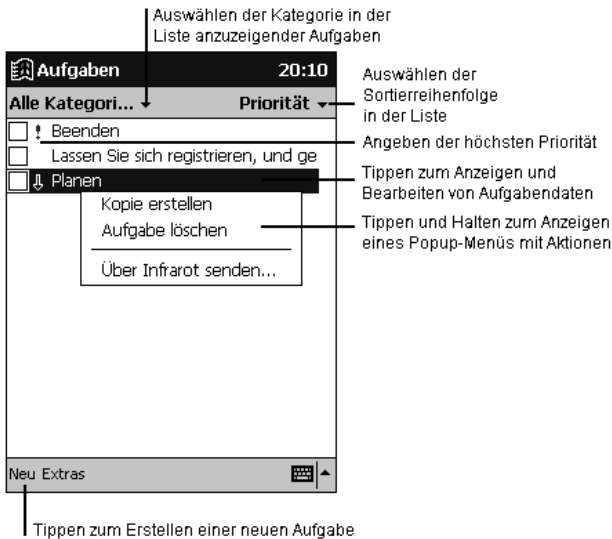 Auswählen der Kategorie in der
Liste anzuzeigender Aufgaben
Aufgaben 20:10
Alle Kategori... Priorität
Auswählen der
Sortierreihenfolge
in der Liste
Beenden
Angeben der höchsten Priorität
Lassen Sie sich registrieren, und ge
Planen
Tippen zum Anzeigen und
Bearbeiten von Aufgabendaten
Kopie erstellen
Aufgabe löschen
Über Infrarot senden...
Tippen und Halten zum Anzeigen
eines Popup-Menüs mit Aktionen
Neu Extras
Tippen zum Erstellen einer neuen Aufgabe